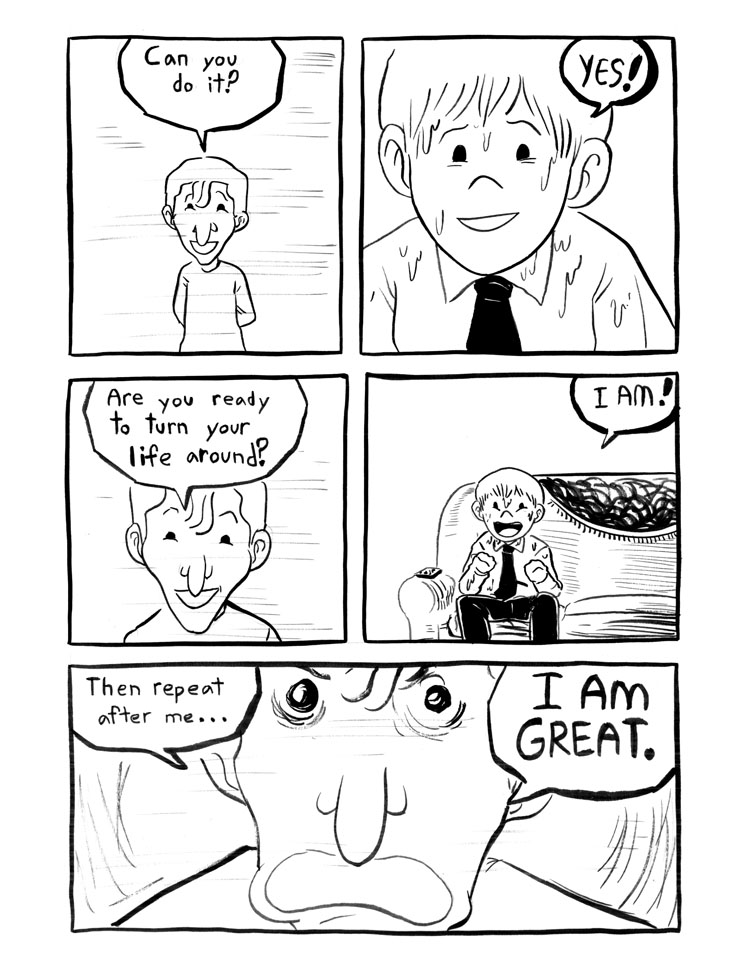 Can you
do it?
YES!
Are you ready
to turn your
life around?
I AM!
Then repeat
after me...
I AM
GREAT.